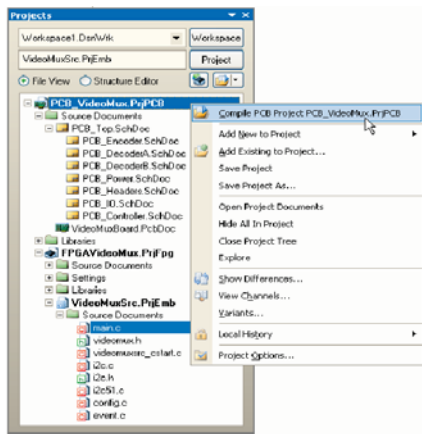 Projects
Workspace1.DsnWrk
Workspace
VideoMuxSrc.PrjEmb
Project
File View
Structure Editor
PCB_VideoMux.PrjPCB
Source Documents
PCB_Top.SchDoc
PCB_Encoder.SchDoc
PCB_DecoderA.SchDoc
PCB_DecoderB.SchDoc
PCB_Power.SchDoc
PCB_Headers.SchDoc
PCB_IO.SchDoc
PCB_Controller.SchDoc
VideoMuxBoard.PcbDoc
Libraries
FPGAVideoMux.PrjFpg
Source Documents
Settings
Libraries
VideoMuxSrc.PrjEmb
Source Documents
main.c
videomux.h
videomuxsrc_cstart.c
i2c.c
i2c.h
i2c51.c
config.c
event.c
Compile PCB Project PCB_VideoMux.PrjPCB
Add New to Project
Add Existing to Project...
Save Project
Save Project As...
Open Project Documents
Hide All In Project
Close Project Tree
Explore
Show Differences...
View Channels...
Variants...
Local History
Project Options...